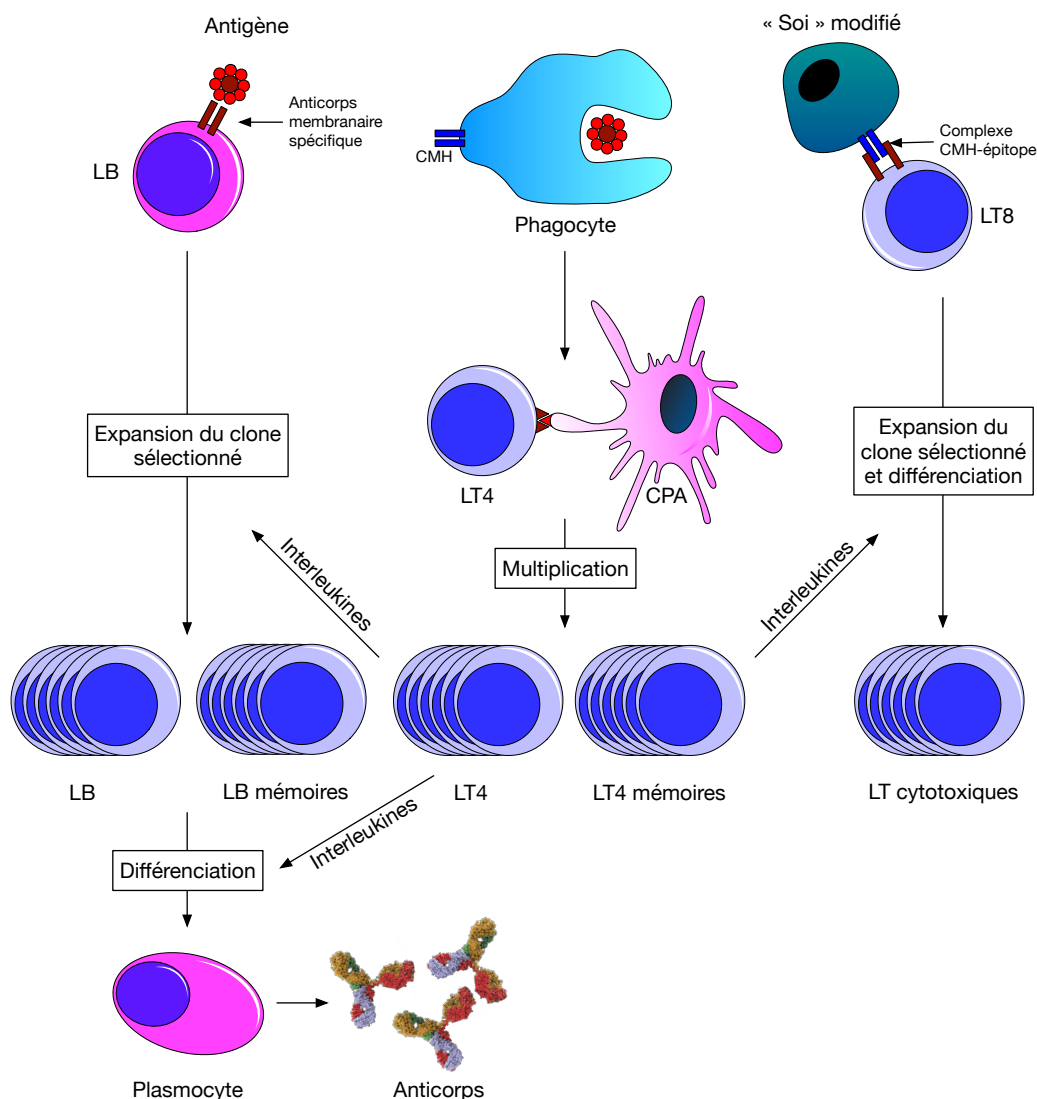 Antigène
« Soi » modifié
Anticorps
membranaire
spécifique
LB
CMH
Phagocyte
Complexe
CMH-épitope
LT8
Expansion du clone
sélectionné
LT4
CPA
Expansion du
clone sélectionné
et différenciation
Interleukines
Multiplication
Interleukines
LB
LB mémoires
LT4
LT4 mémoires
LT cytotoxiques
Interleukines
Différenciation
Plasmocyte
Anticorps